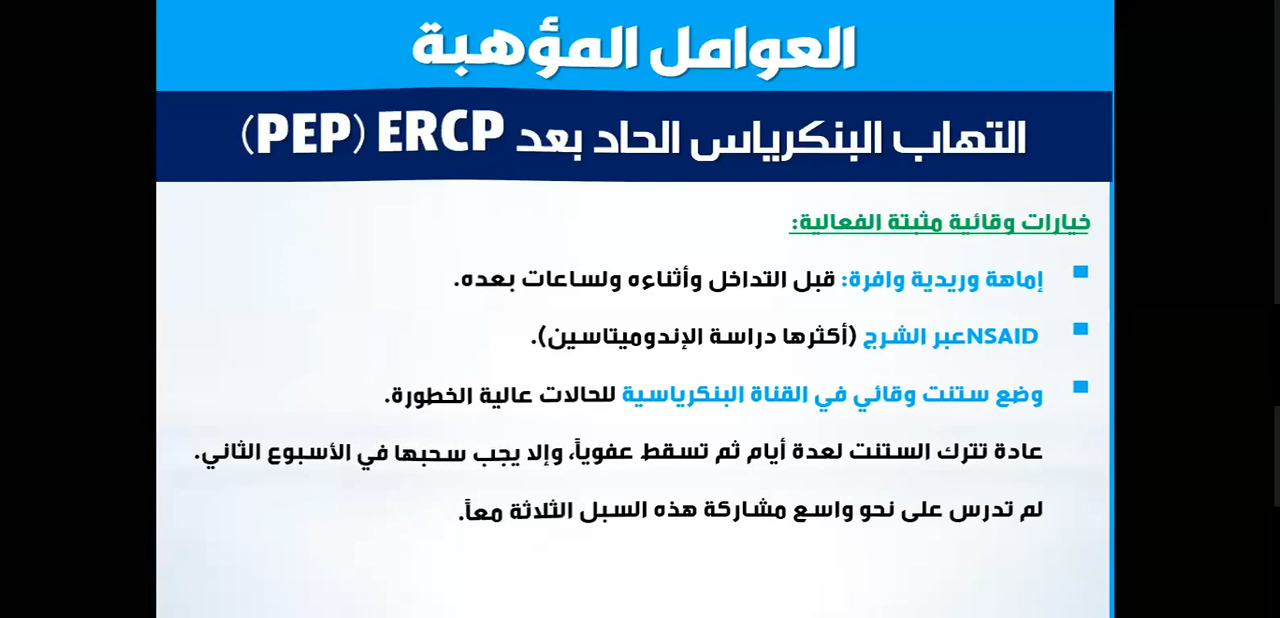 العوامل المؤهبة
التهاب البنكرياس الحاد بعد ERCP (PEP)
خيارات وقائية مثبتة الفعالية:
إماهة وريدية وافرة: قبل التداخل وأثناءه ولساعات بعده.
NSAIDعبر الشرج (أكثرها دراسة الإندوميتاسين).
وضع ستنت وقائي في القناة البنكرياسية للحالات عالية الخطورة.
عادة تترك الستنت لعدة أيام ثم تسقط عفوياً، وإلا يجب سحبها في الأسبوع الثاني.
لم تدرس على نحو واسع مشاركة هذه السبل الثلاثة معاً.